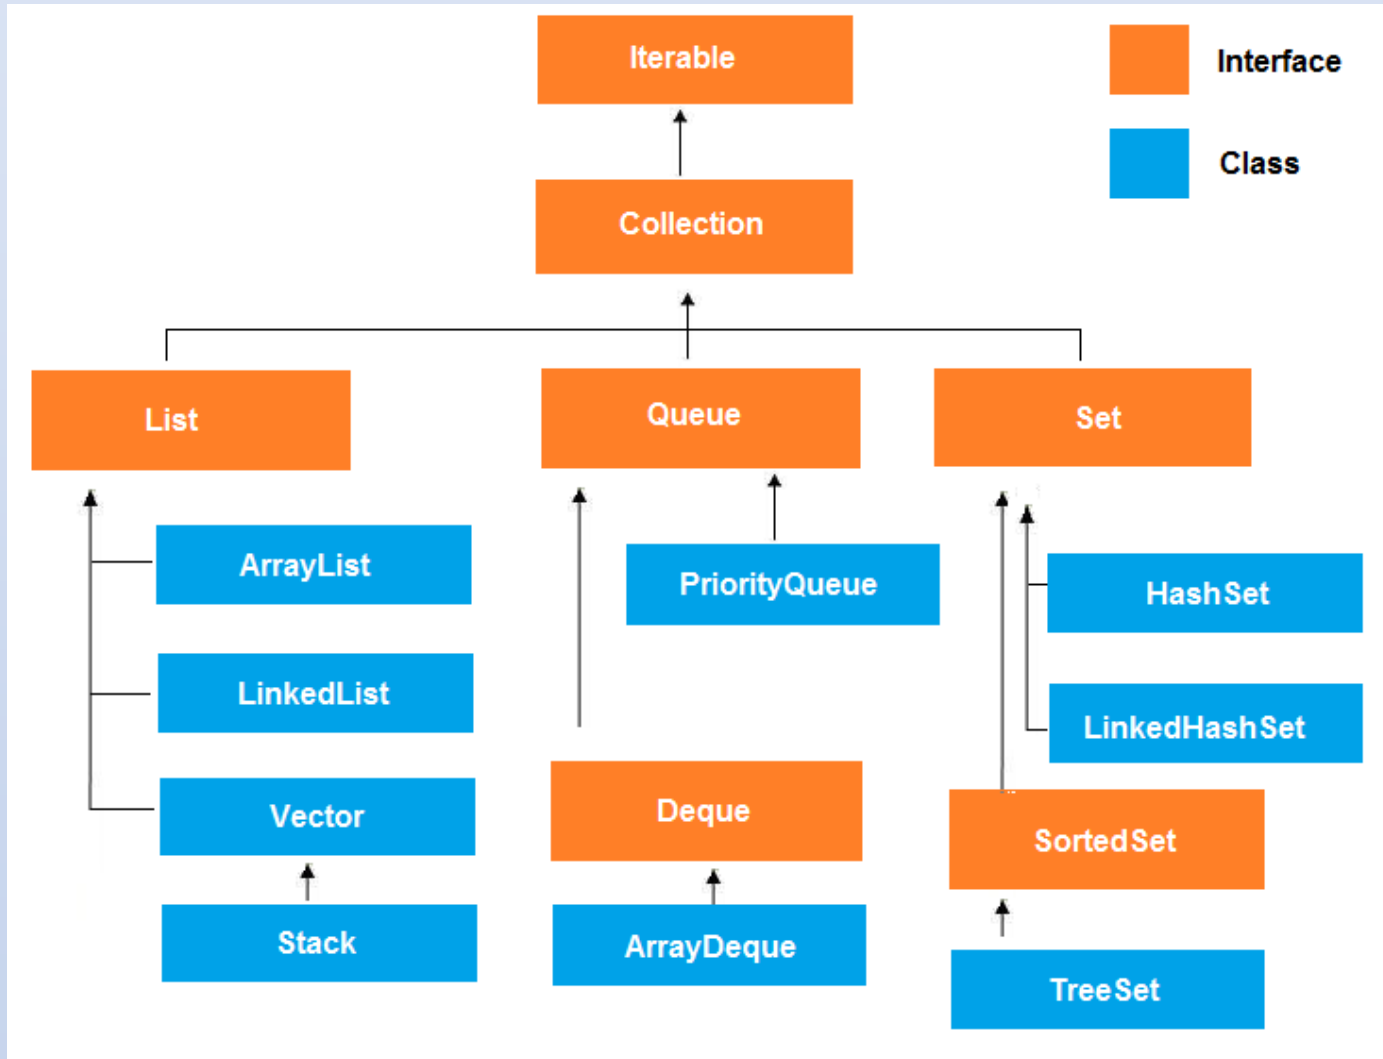 Iterable
Interface
Class
Collection
List
Queue
Set
ArrayList
PriorityQueue
HashSet
LinkedList
LinkedHashSet
Vector
Deque
SortedSet
Stack
ArrayDeque
TreeSet